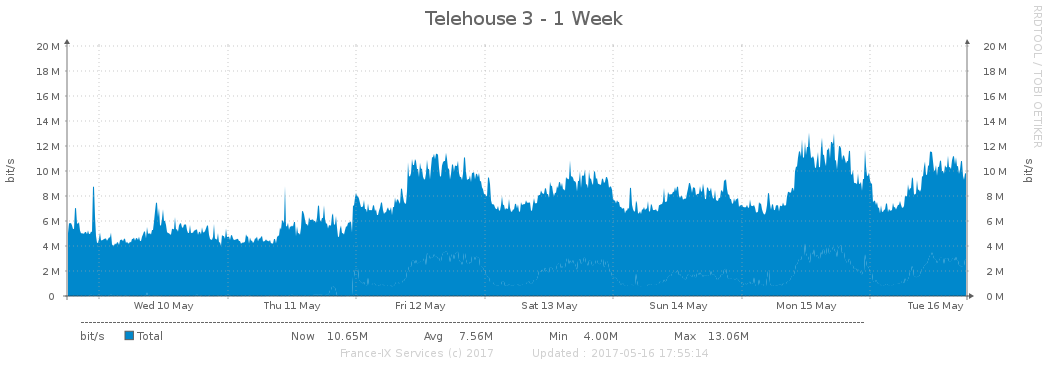 Telehouse 3 - 1 Week
RRDTOOL / TOBI OETIKER
bit/s
20 M 20 M
18 M 18 M
16 M 16 M
14 M 14 M
12 M 12 M
10 M 10 M
8 M 8 M
6 M 6 M
4 M 4 M
2 M 2 M
0 0 M
bit/s
Wed 10 May Thu 11 May Fri 12 May Sat 13 May Sun 14 May Mon 15 May Tue 16 May
bit/s Total Now 10.65M Avg 7.56M Min 4.00M Max 13.06M
France-IX Services (c) 2017 Updated : 2017-05-16 17:55:14